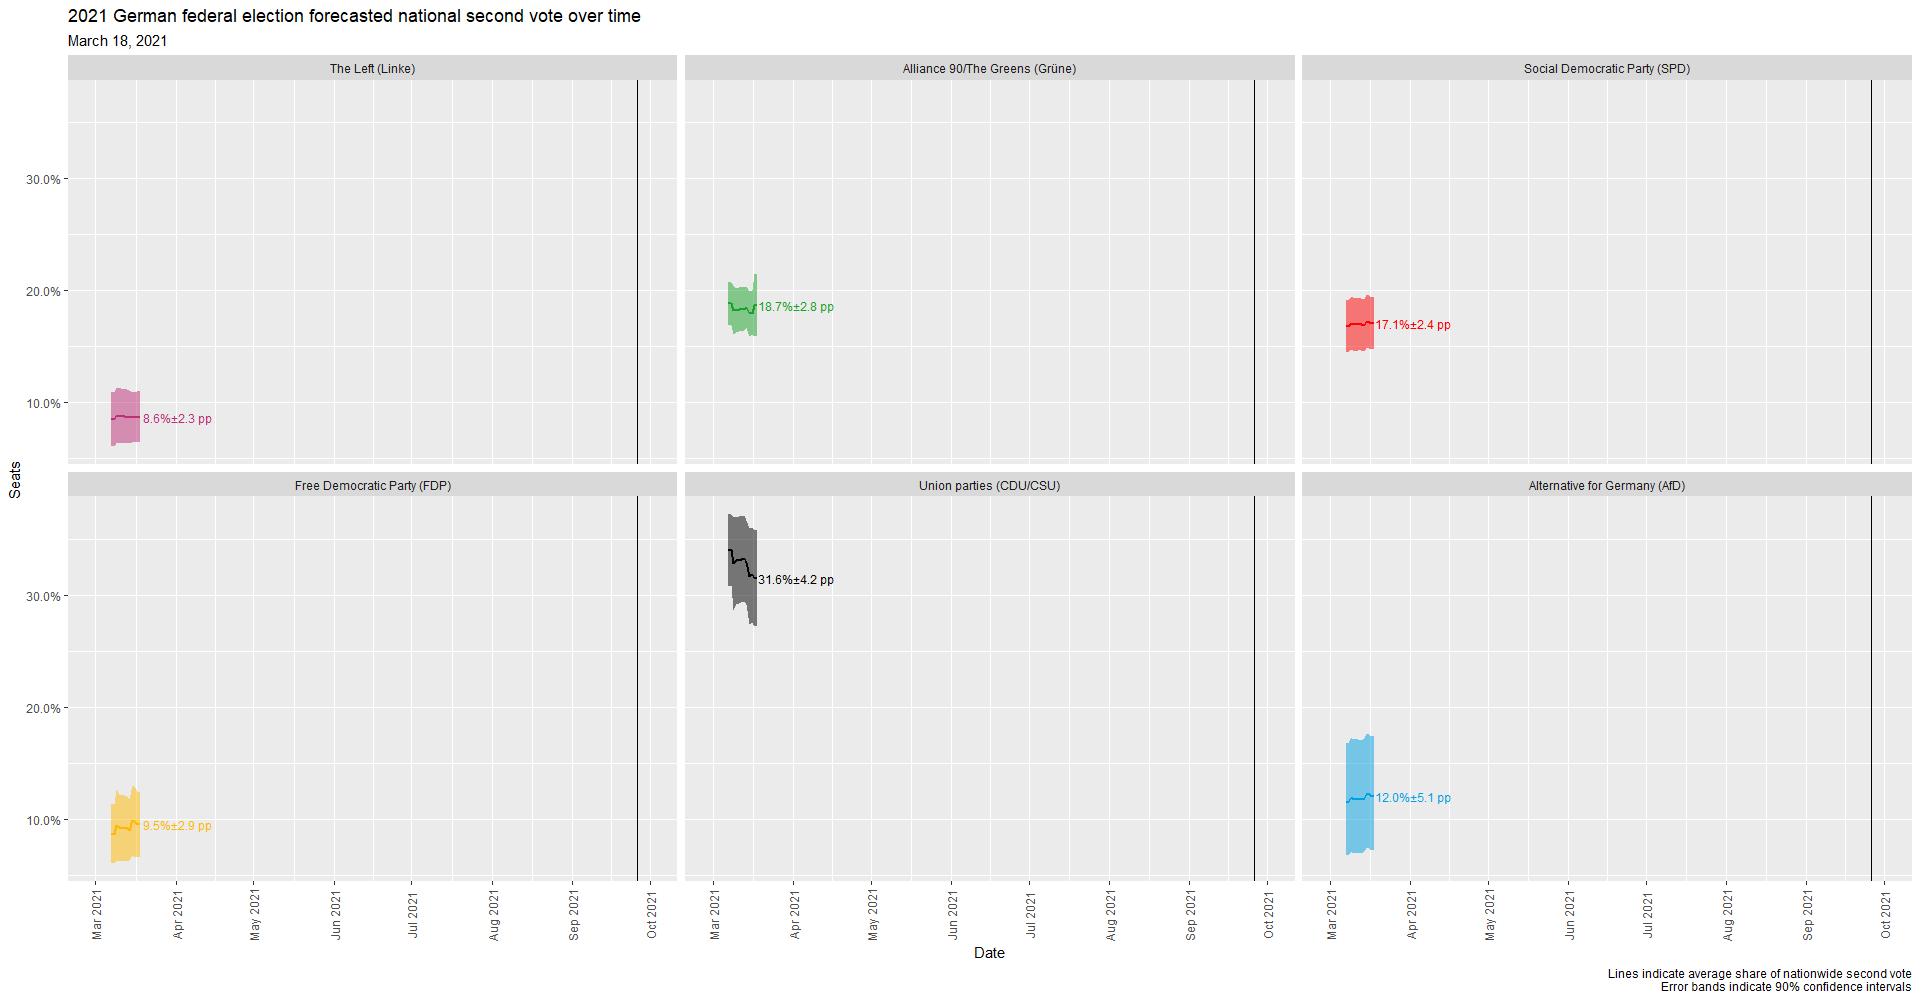 2021 German federal election forecasted national second vote over time
March 18, 2021
The Left (Linke)
Alliance 90/The Greens (Grüne)
Social Democratic Party (SPD)
30.0%
20.0%
10.0%
8.6%±2.3 pp
18.7%±2.8 pp
17.1%±2.4 pp
Seats
Free Democratic Party (FDP)
Union parties (CDU/CSU)
Alternative for Germany (AfD)
30.0%
20.0%
10.0%
9.5%±2.9 pp
31.6%±4.2 pp
12.0%±5.1 pp
Mar 2021
Apr 2021
May 2021
Jun 2021
Jul 2021
Aug 2021
Sep 2021
Oct 2021
Mar 2021
Apr 2021
May 2021
Jun 2021
Jul 2021
Aug 2021
Sep 2021
Oct 2021
Mar 2021
Apr 2021
May 2021
Jun 2021
Jul 2021
Aug 2021
Sep 2021
Oct 2021
Date
Lines indicate average share of nationwide second vote
Error bands indicate 90% confidence intervals